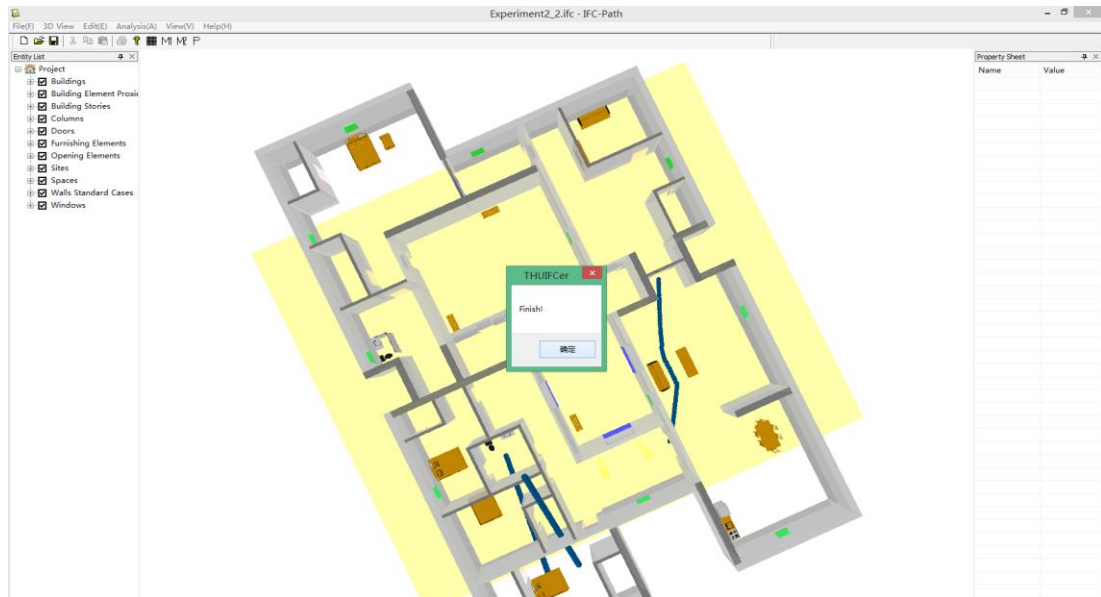 Experiment2_2.ifc - IFC-Path
File(F) 3D View Edit(E) Analysis(A) View(V) Help(H)
M MP P
Entity List
Project
Buildings
Building Element Proxi
Building Stories
Columns
Doors
Furnishing Elements
Opening Elements
Sites
Spaces
Walls Standard Cases
Windows
THUIFCer
Finish!
确定
Property Sheet
Name Value